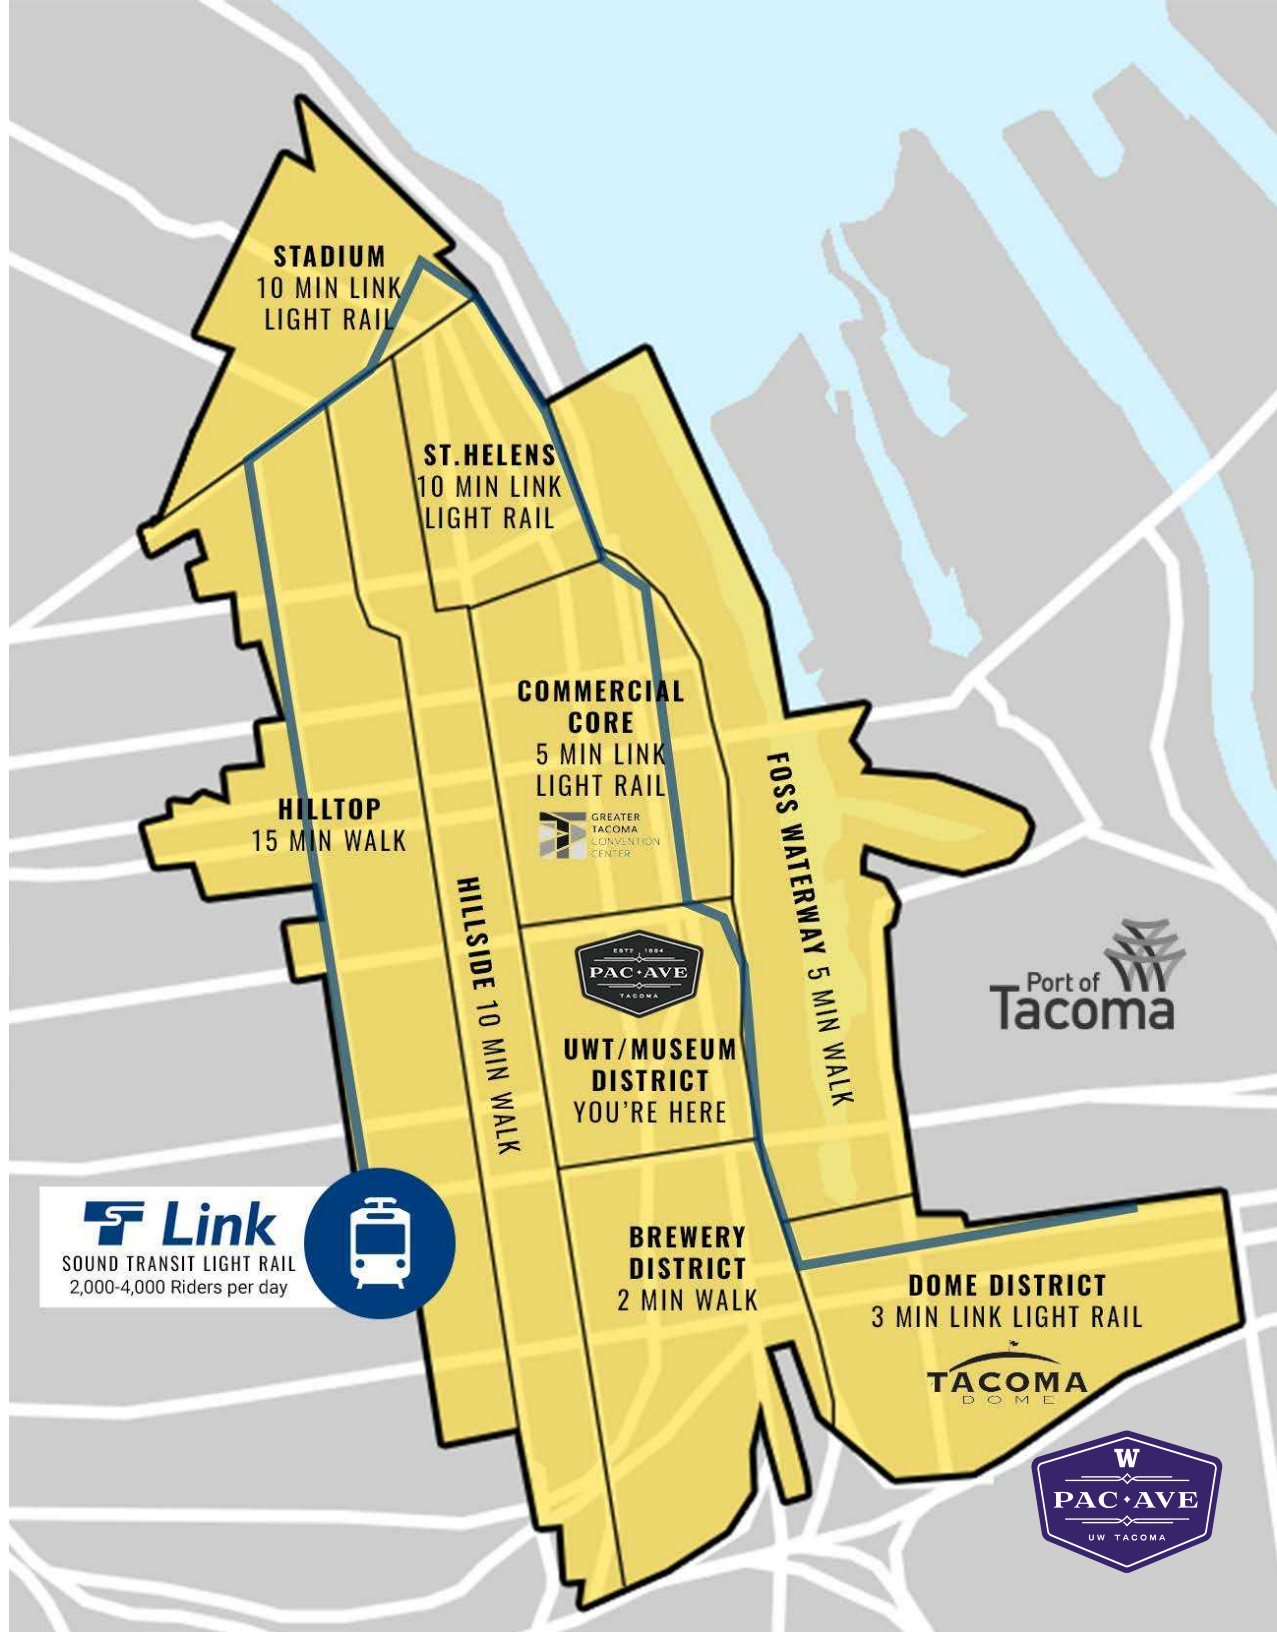 STADIUM
10 MIN LINK
LIGHT RAIL
ST.HELENS
10 MIN LINK
LIGHT RAIL
COMMERCIAL
CORE
5 MIN LINK
LIGHT RAIL
GREATER
TACOMA
CONVENTION
CENTER
HILLTOP
15 MIN WALK
HILLSIDE 10 MIN WALK
FOSS WATERWAY 5 MIN WALK
ESTD 1884
PAC AVE
TACOMA
UWT/MUSEUM
DISTRICT
YOU'RE HERE
Port of
Tacoma
T Link
S
SOUND TRANSIT LIGHT RAIL
2,000-4,000 Riders per day
BREWERY
DISTRICT
2 MIN WALK
DOME DISTRICT
3 MIN LINK LIGHT RAIL
TACOMA
DOME
W
PAC AVE
UW TACOMA